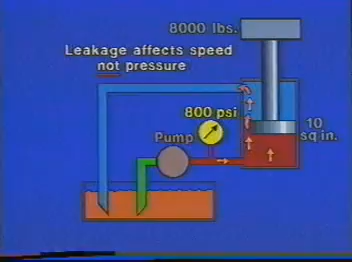 8000 lbs.
Leakage affects speed
not pressure
800 psi
Pump
10
sq in.